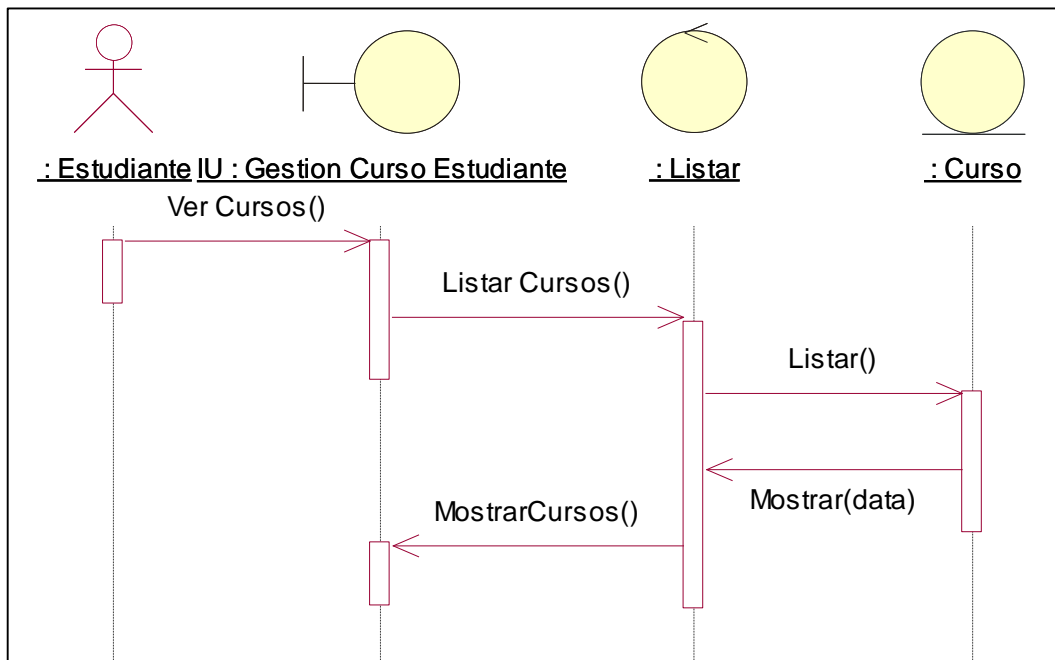 : Estudiante
IU : Gestion Curso Estudiante
: Listar
: Curso
Ver Cursos()
Listar Cursos()
Listar()
Mostrar(data)
MostrarCursos()